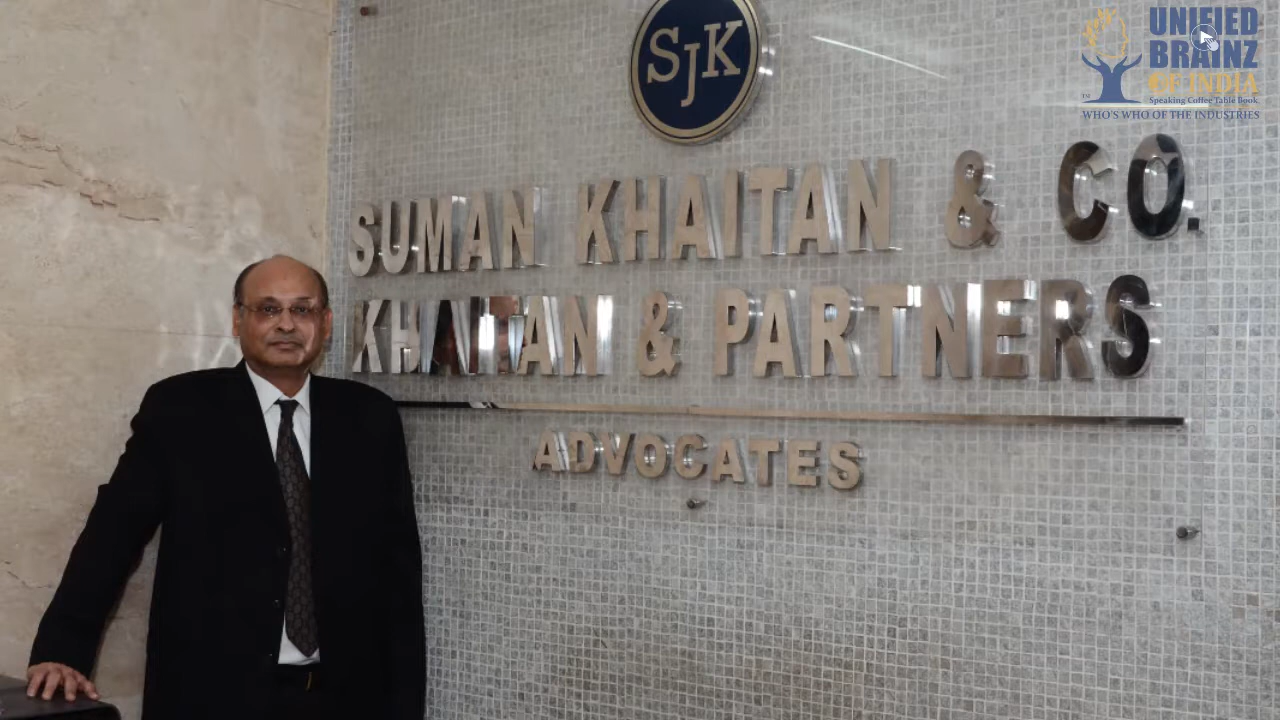 SJK
SUMAN KHAITAN & CO.
KHAITAN & PARTNERS
ADVOCATES
UNIFIED
BRAINZ
OF INDIA
Speaking Coffee Table Book
WHO'S WHO OF THE INDUSTRIES
TM